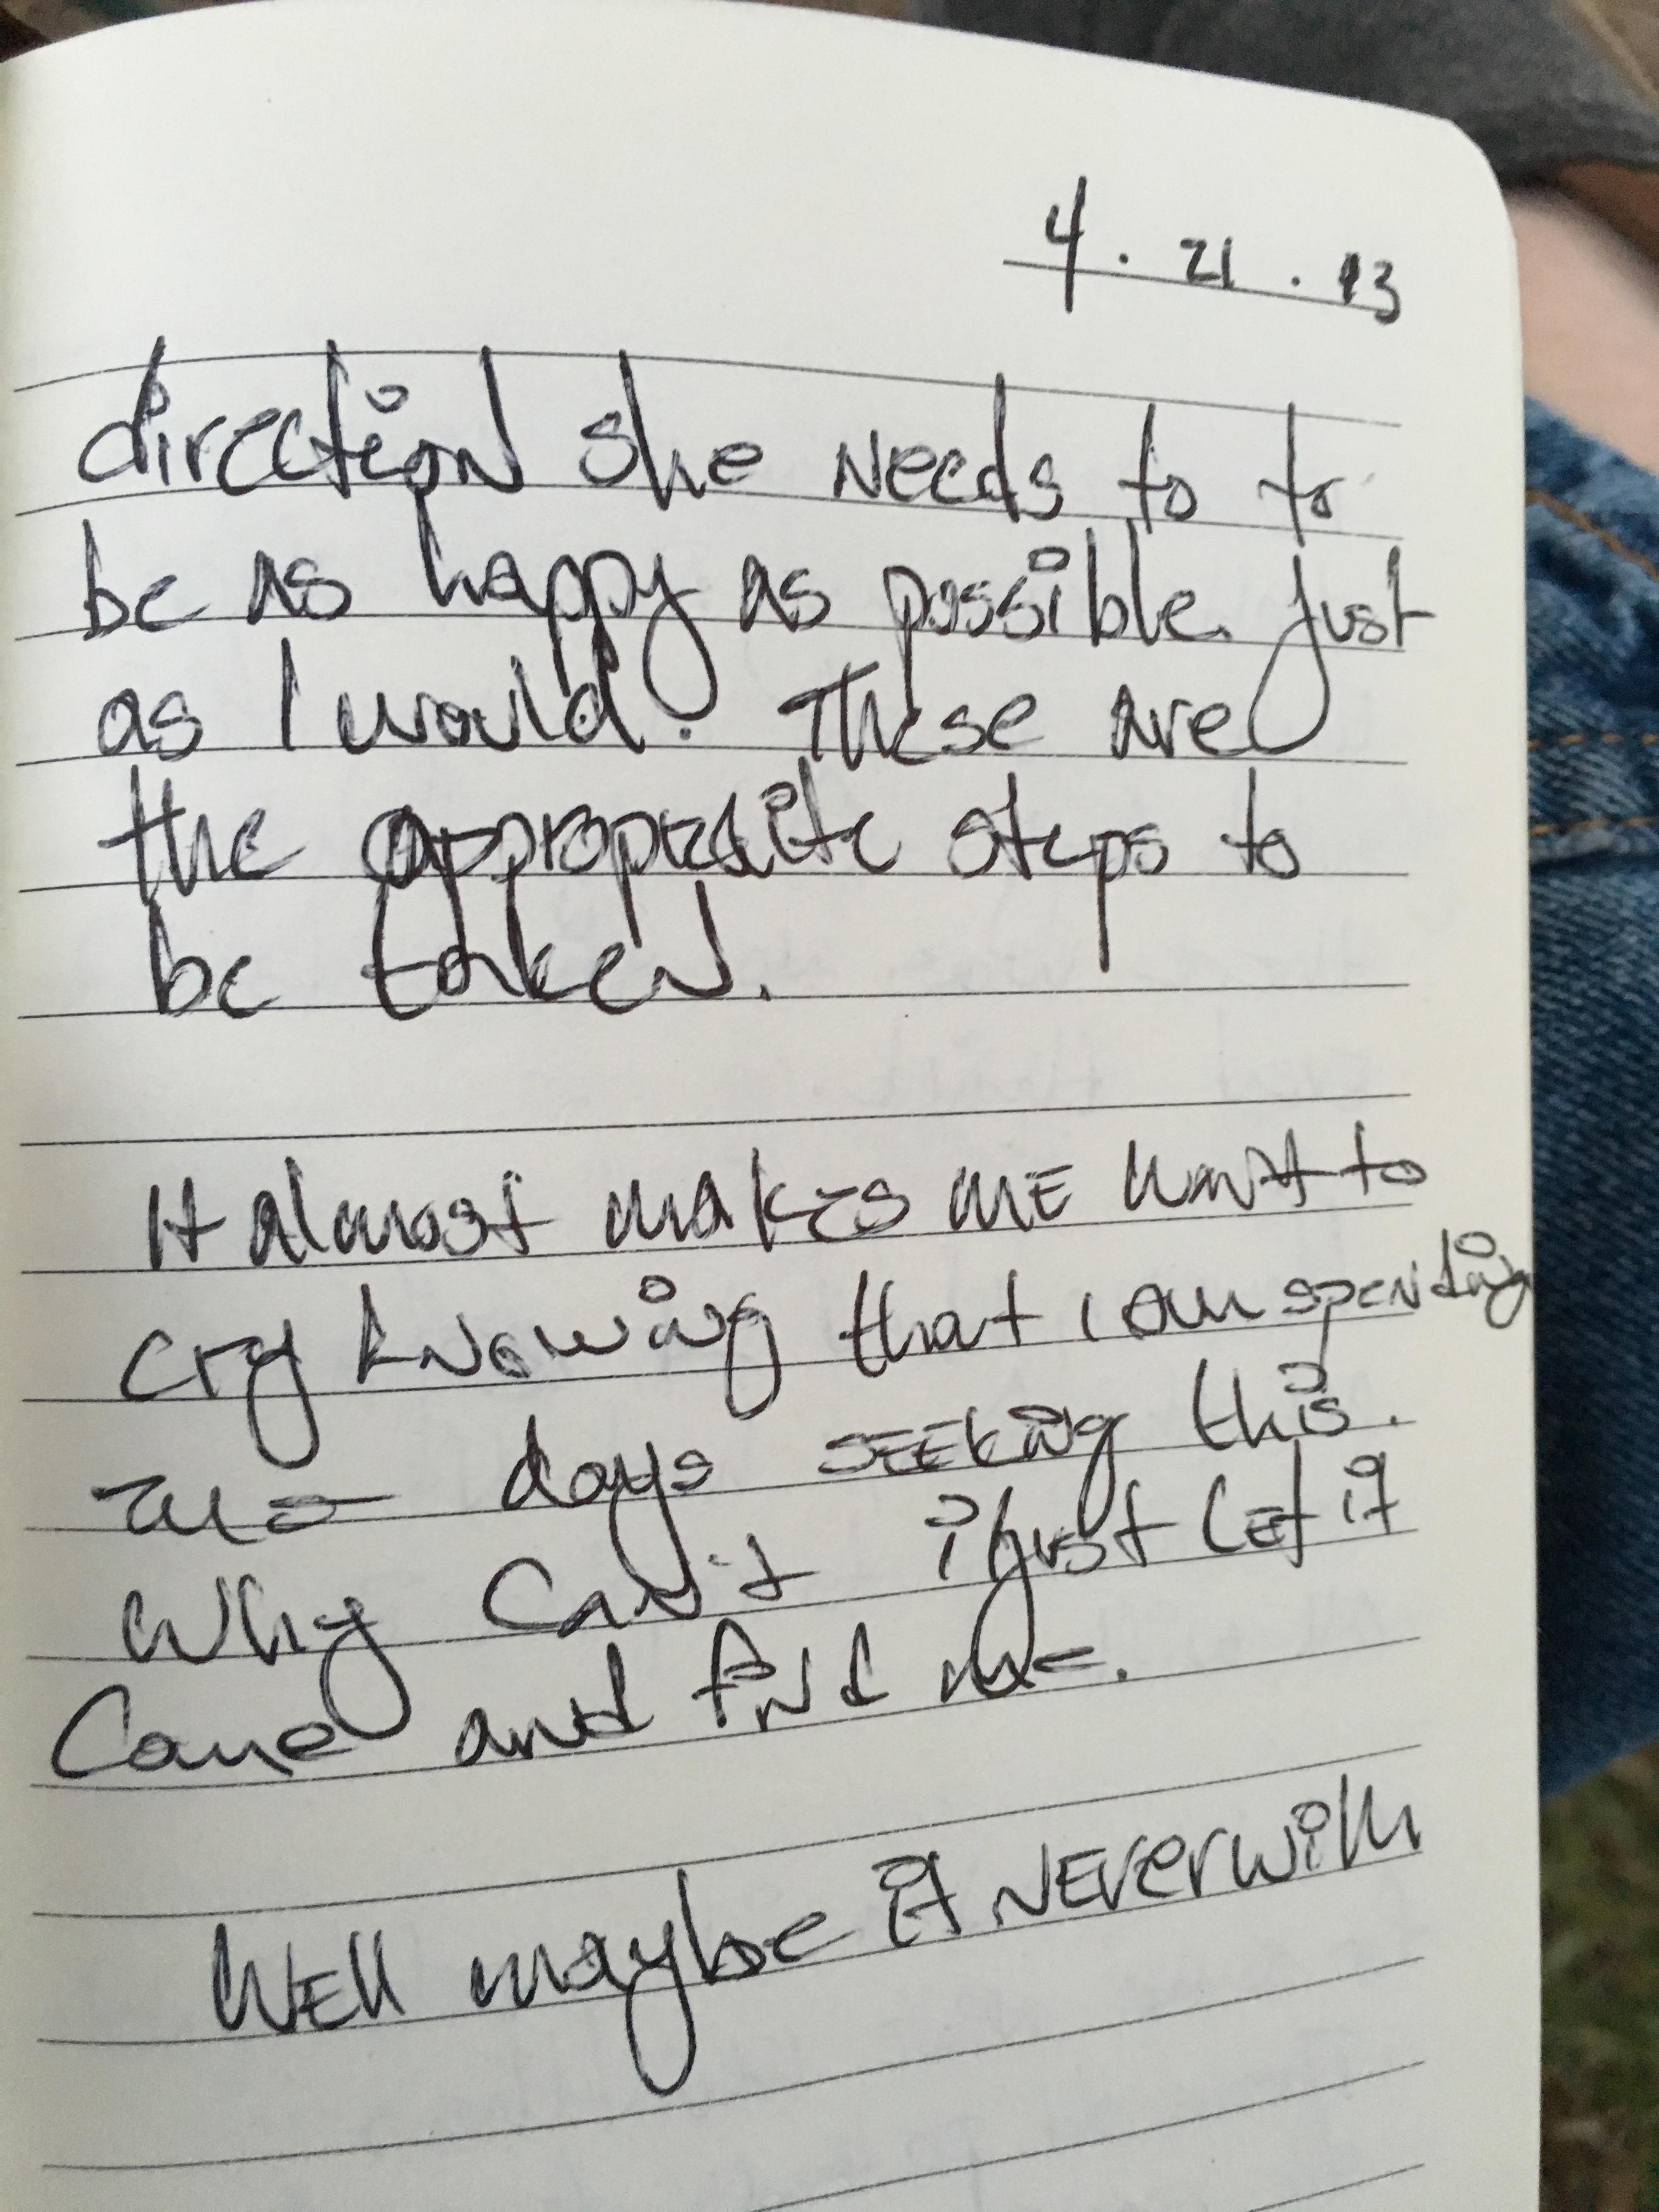 4. 21. 13
direction she needs to to
be as happy as possible. Just
as I would. These are
the steps to
be taken.
It almost makes me want to
cry knowing that i am spending
days seeking this.
Why can't i just let it
Come and find me.
Well maybe it never will